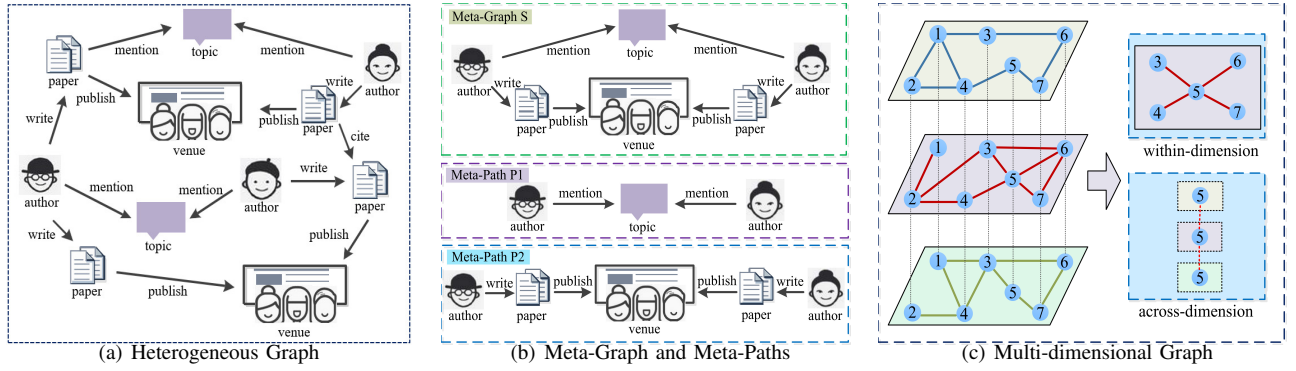 mention
topic
mention
paper
publish
write
author
write
paper
publish
venue
cite
author
mention
mention
author
write
paper
write
topic
publish
paper
publish
venue
(a) Heterogeneous Graph
Meta-Graph S
mention
topic
mention
author
write
paper
publish
venue
publish
paper
write
author
Meta-Path P1
author
mention
topic
mention
author
Meta-Path P2
author
write
paper
publish
venue
publish
paper
write
author
(b) Meta-Graph and Meta-Paths
1 3 6
5
2 4 7
1 3 6
5
2 4 7
1 3 6
5
2 4 7
3 6
5
4 7
within-dimension
5
5
5
across-dimension
(c) Multi-dimensional Graph